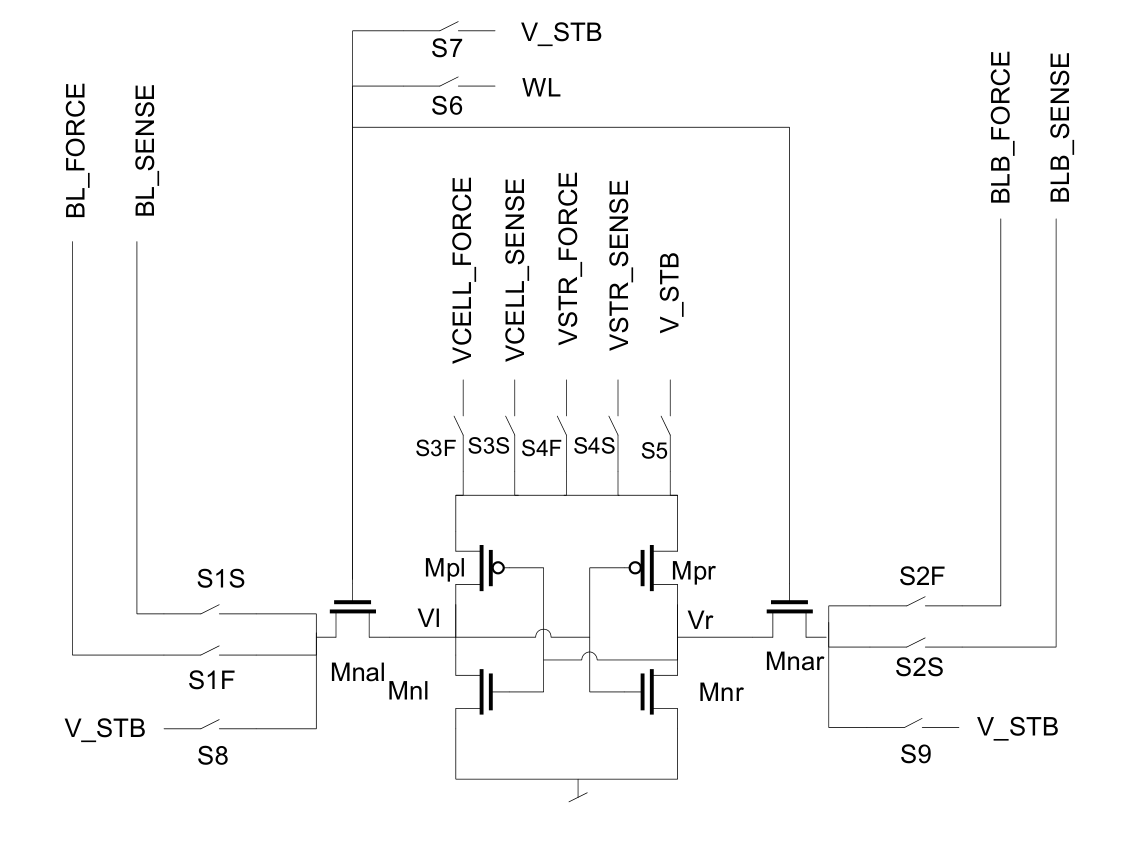 V_STB
S7
WL
S6
BL_FORCE
BL_SENSE
BLB_FORCE
BLB_SENSE
VCELL_FORCE
VCELL_SENSE
VSTR_FORCE
VSTR_SENSE
V_STB
S3F
S3S
S4F
S4S
S5
Mpl
Mpr
S1S
S2F
Vl
Vr
S1F
Mnal
Mnl
Mnr
Mnar
S2S
V_STB
S8
S9
V_STB